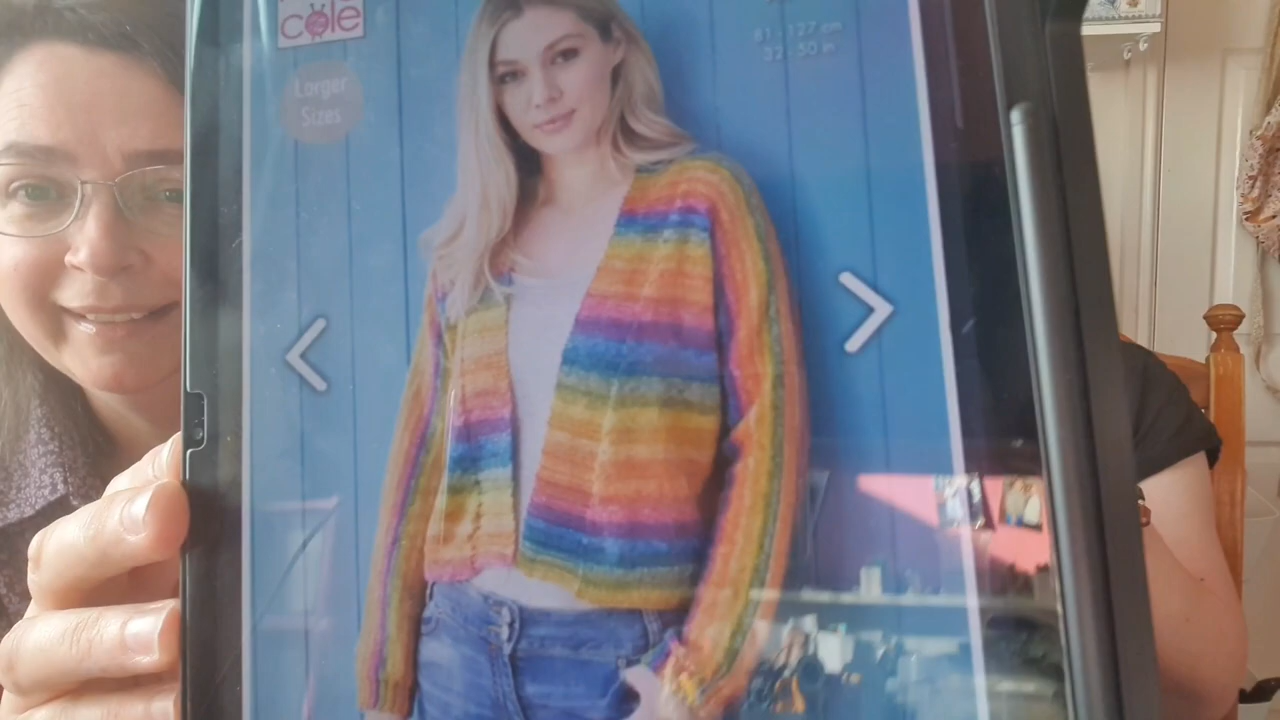 cole
Larger
Sizes
81 - 127 cm
32 - 50 in